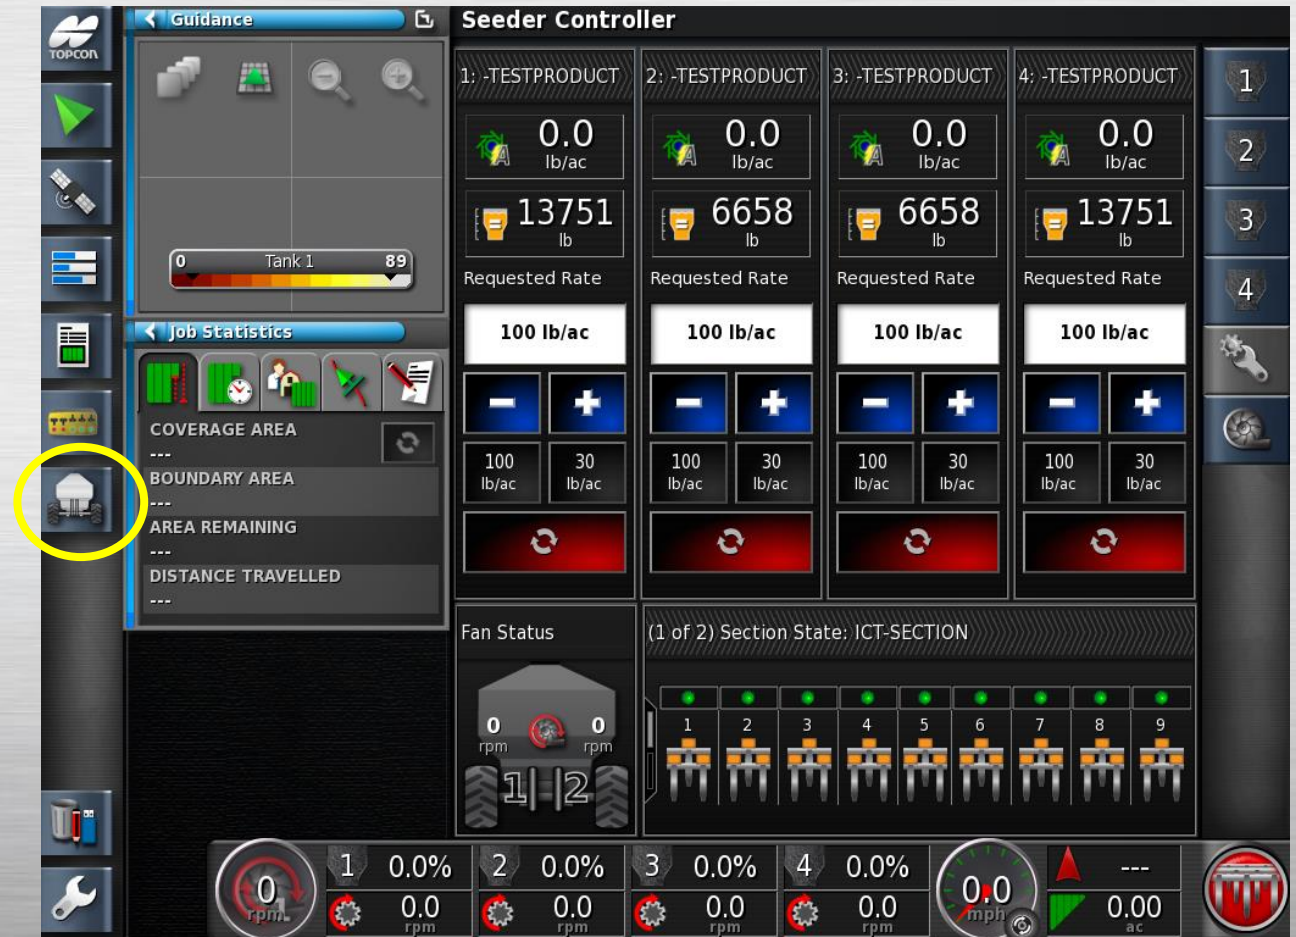 TOPCON
Guidance
0 Tank 1 89
Job Statistics
COVERAGE AREA
---
BOUNDARY AREA
---
AREA REMAINING
---
DISTANCE TRAVELLED
---
Seeder Controller
1: -TESTPRODUCT 2: -TESTPRODUCT 3: -TESTPRODUCT 4: -TESTPRODUCT
0.0 0.0 0.0 0.0
lb/ac lb/ac lb/ac lb/ac
13751 6658 6658 13751
lb lb lb lb
Requested Rate Requested Rate Requested Rate Requested Rate
100 lb/ac 100 lb/ac 100 lb/ac 100 lb/ac
- + - + - + - +
100 30 100 30 100 30 100 30
lb/ac lb/ac lb/ac lb/ac lb/ac lb/ac lb/ac lb/ac
Fan Status
0 0
rpm rpm
1 2
(1 of 2) Section State: ICT-SECTION
1 2 3 4 5 6 7 8 9
1
2
3
4
0
rpm
1 0.0% 2 0.0% 3 0.0% 4 0.0%
0.0 0.0 0.0 0.0
rpm rpm rpm rpm
0.0
mph
---
0.00
ac